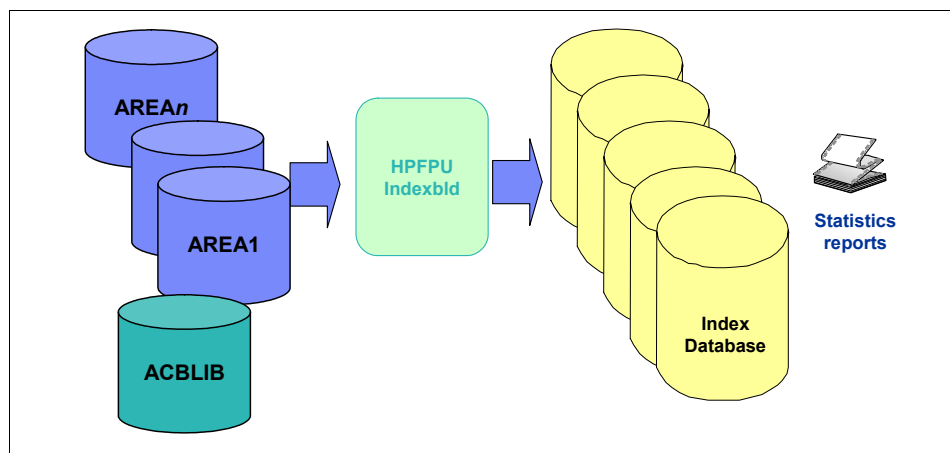 AREAn
AREA1
ACBLIB
HPFPU
Indexbld
Index
Database
Statistics
reports